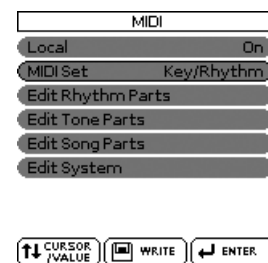 MIDI
Local On
MIDI Set Key/Rhythm
Edit Rhythm Parts
Edit Tone Parts
Edit Song Parts
Edit System
CURSOR /VALUE WRITE ENTER